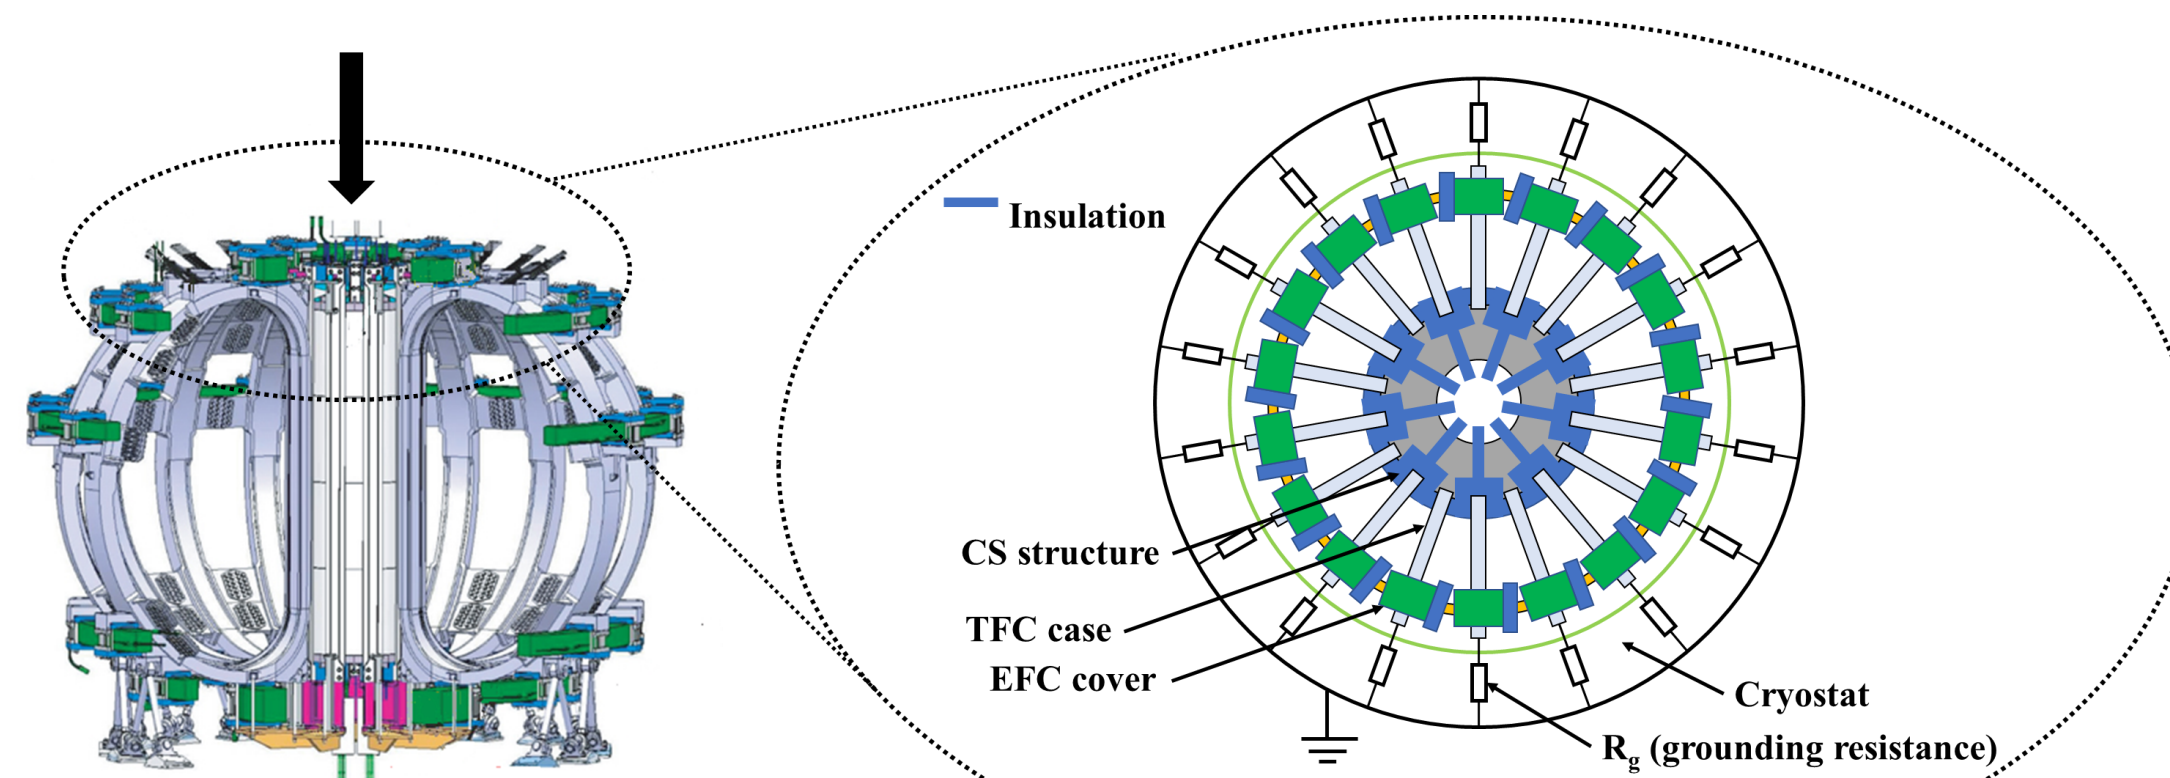 Insulation
CS structure
TFC case
EFC cover
Cryostat
Rg (grounding resistance)